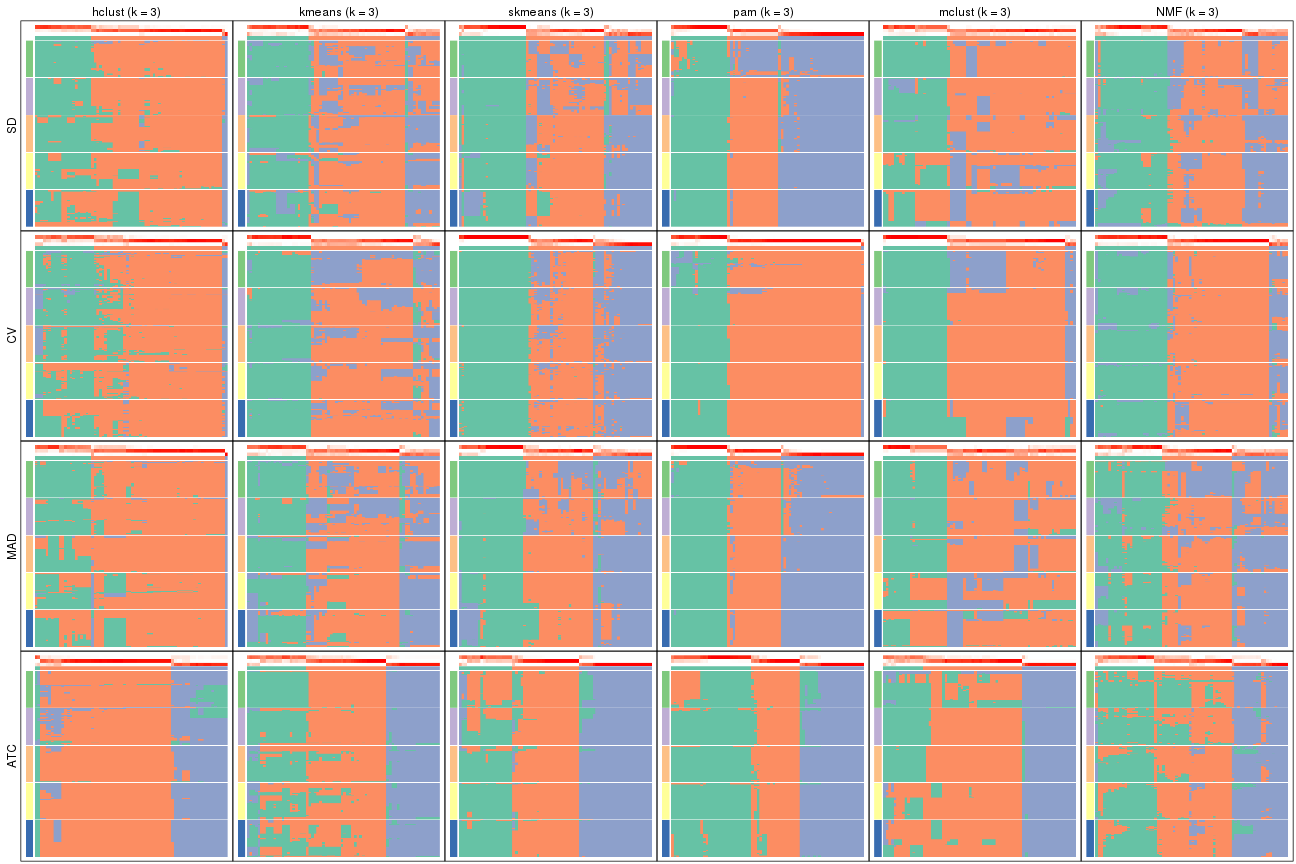 hclust (k = 3) kmeans (k = 3) skmeans (k = 3) pam (k = 3) mclust (k = 3) NMF (k = 3)
SD
CV
MAD
ATC